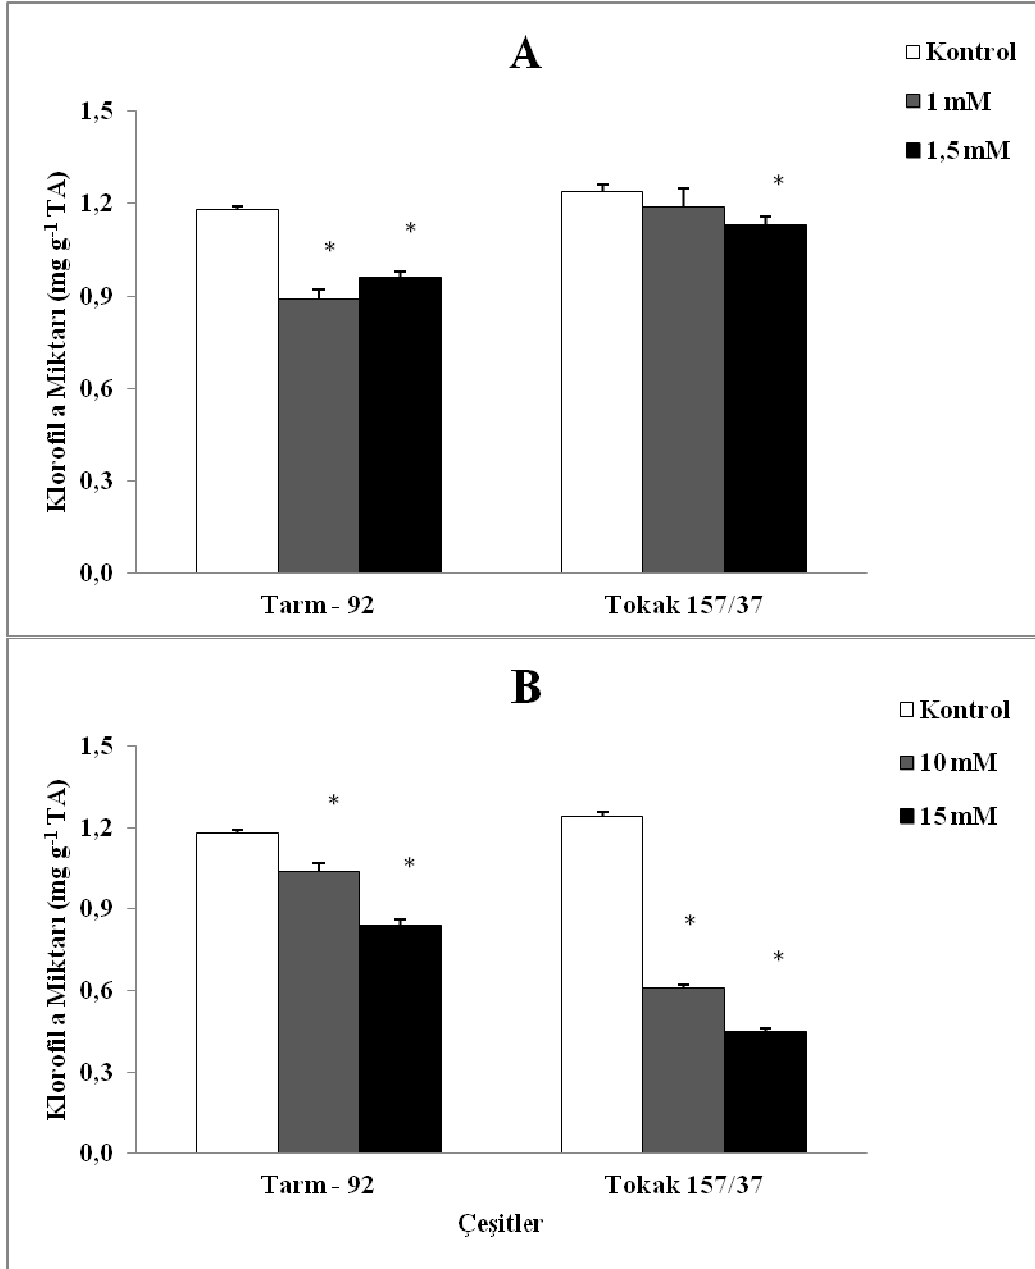 A
Kontrol
1 mM
1,5 mM
Klorofil a Miktarı (mg g-1 TA)
1,5
1,2
0,9
0,6
0,3
0,0
*
*
*
Tarm - 92
Tokak 157/37
B
Kontrol
10 mM
15 mM
Klorofil a Miktarı (mg g-1 TA)
1,5
1,2
0,9
0,6
0,3
0,0
*
*
*
*
Tarm - 92
Tokak 157/37
Çeşitler